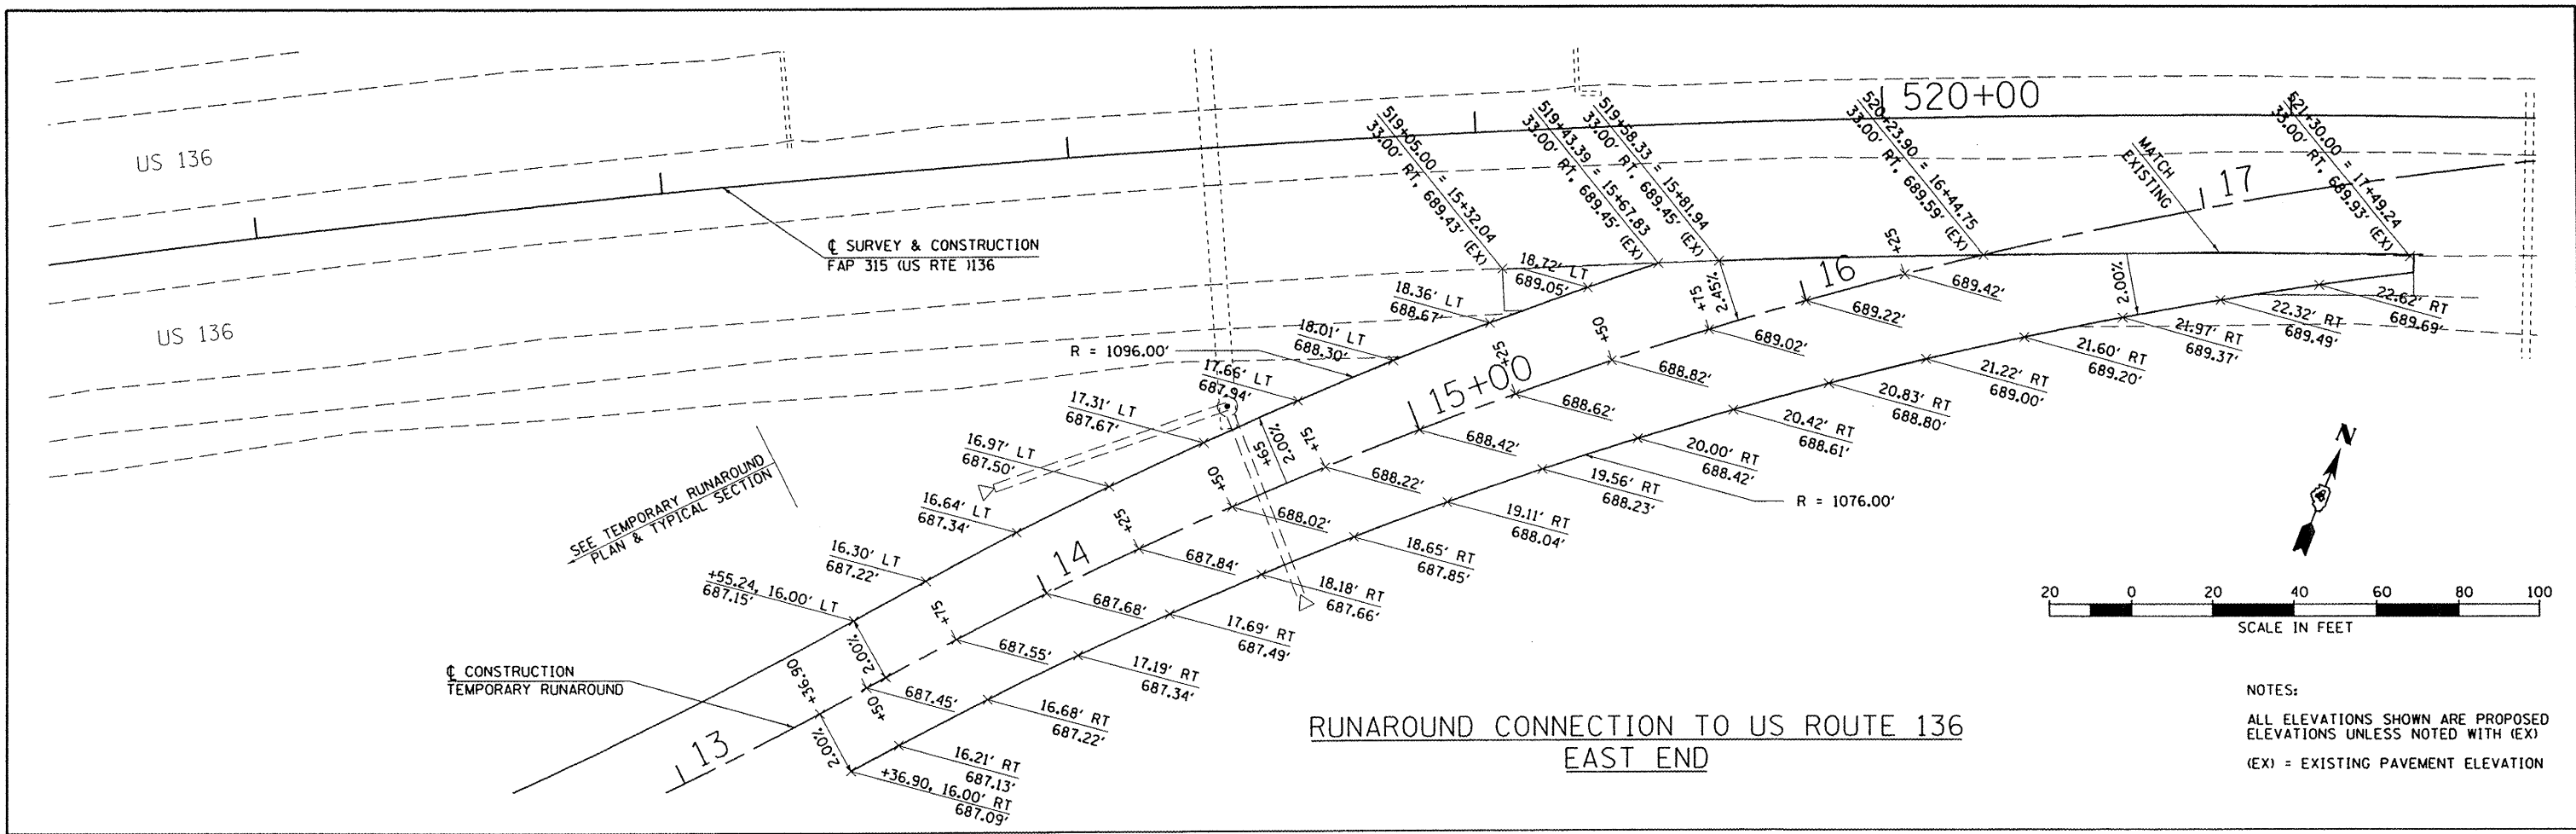 US 136
US 136
℄ SURVEY & CONSTRUCTION
FAP 315 (US RTE )136
519+05.00 = 15+32.04
33.00' RT, 689.43' (EX)
519+43.39 = 15+67.83
33.00' RT, 689.45' (EX)
519+58.33 = 15+81.94
33.00' RT, 689.45' (EX)
520+00
520+23.90 = 16+44.75
33.00' RT, 689.59' (EX)
MATCH
EXISTING
521+30.00 = 17+49.24
33.00' RT, 689.93' (EX)
17
16
15+00
14
13
+25
+75
+50
+25
+75
+65
+50
+25
+75
+50
+36.90
2.45%
2.00%
2.00%
2.00%
2.00%
18.72' LT
689.05'
18.36' LT
688.67'
18.01' LT
688.30'
R = 1096.00'
17.66' LT
687.94'
17.31' LT
687.67'
16.97' LT
687.50'
16.64' LT
687.34'
16.30' LT
687.22'
+55.24, 16.00' LT
687.15'
SEE TEMPORARY RUNAROUND
PLAN & TYPICAL SECTION
689.42'
689.22'
689.02'
688.82'
688.62'
688.42'
688.22'
688.02'
687.84'
687.68'
687.55'
687.45'
22.62' RT
689.69'
22.32' RT
689.49'
21.97' RT
689.37'
21.60' RT
689.20'
21.22' RT
689.00'
20.83' RT
688.80'
20.42' RT
688.61'
20.00' RT
688.42'
19.56' RT
688.23'
R = 1076.00'
19.11' RT
688.04'
18.65' RT
687.85'
18.18' RT
687.66'
17.69' RT
687.49'
17.19' RT
687.34'
16.68' RT
687.22'
16.21' RT
687.13'
+36.90, 16.00' RT
687.09'
℄ CONSTRUCTION
TEMPORARY RUNAROUND
N
20 0 20 40 60 80 100
SCALE IN FEET
RUNAROUND CONNECTION TO US ROUTE 136
EAST END
NOTES:
ALL ELEVATIONS SHOWN ARE PROPOSED
ELEVATIONS UNLESS NOTED WITH (EX)
(EX) = EXISTING PAVEMENT ELEVATION